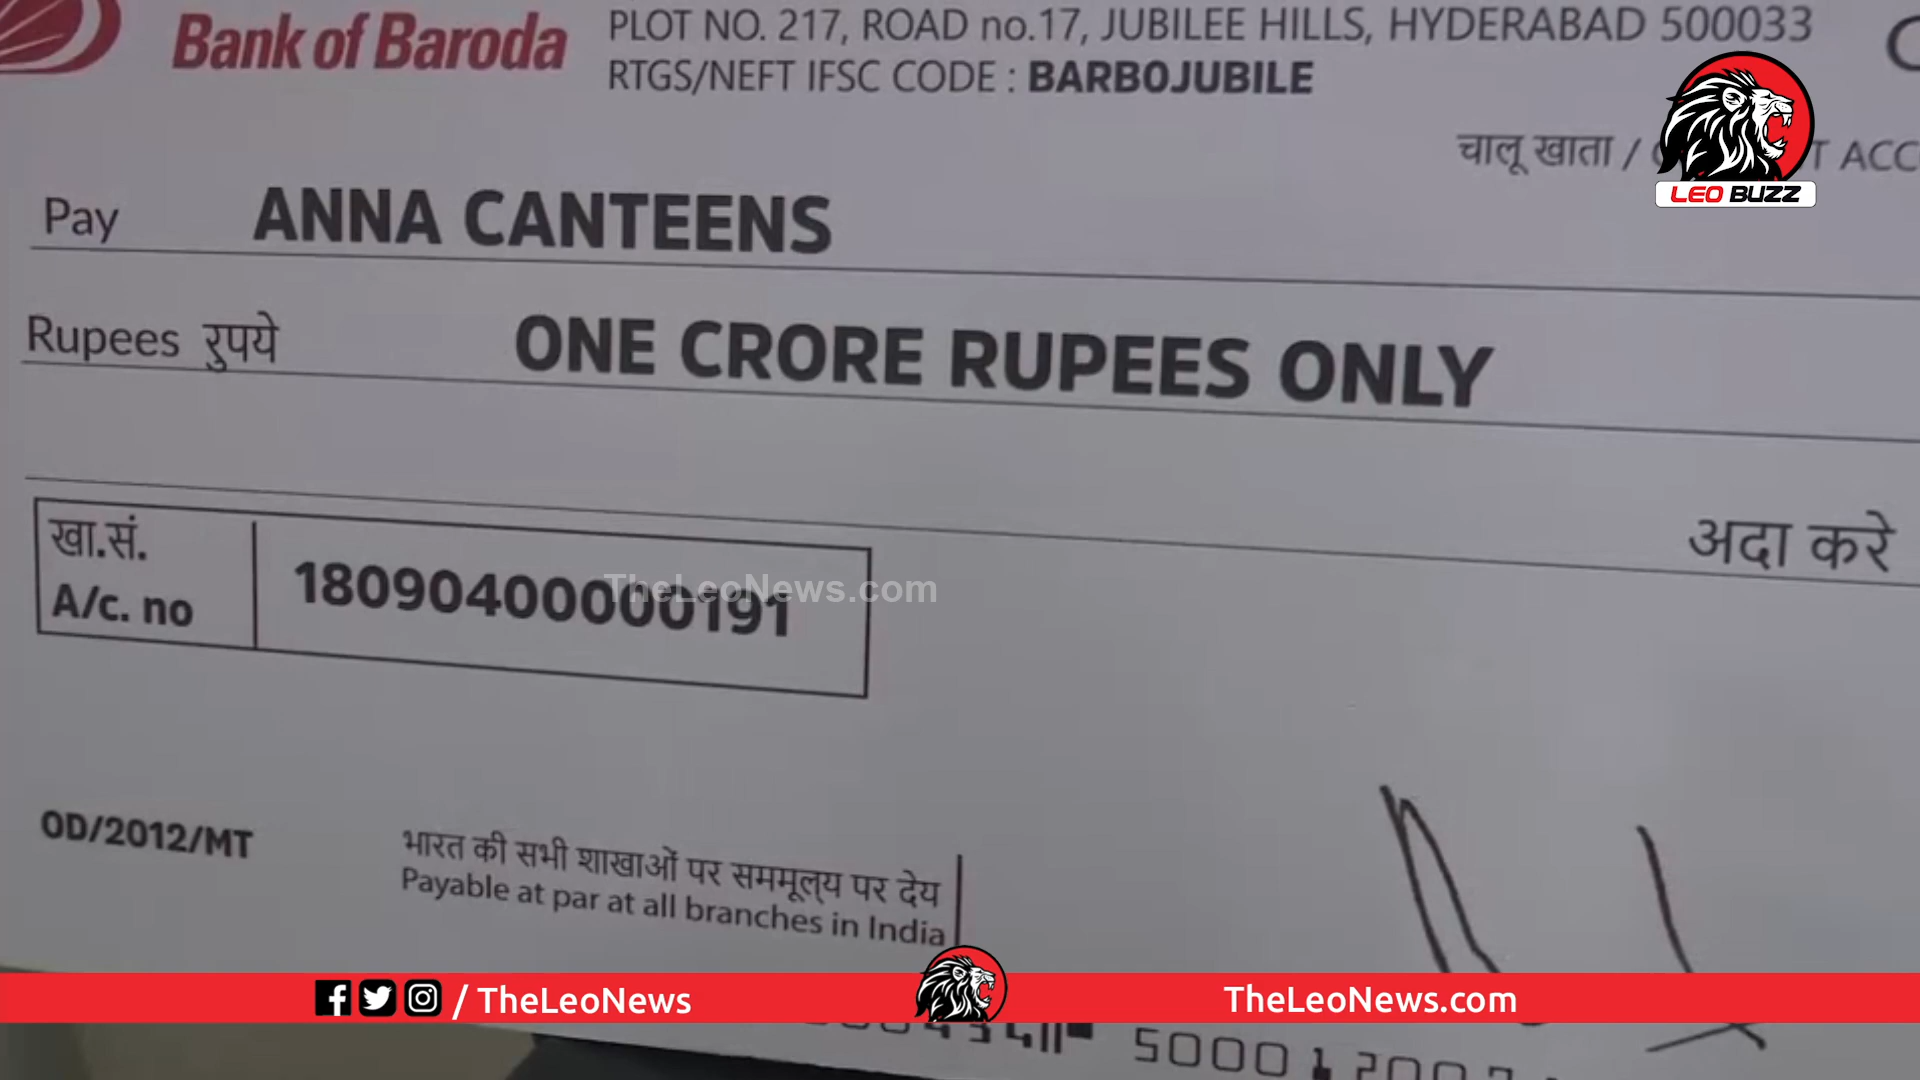 Bank of Baroda
PLOT NO. 217, ROAD no.17, JUBILEE HILLS, HYDERABAD 500033
RTGS/NEFT IFSC CODE : BARB0JUBILE
LEO BUZZ
चालू खाता / T ACC
Pay ANNA CANTEENS
Rupees रुपये ONE CRORE RUPEES ONLY
अदा करे
खा.सं.
A/c. no 18090400000191
TheLeoNews.com
OD/2012/MT
भारत की सभी शाखाओं पर सममूल्य पर देय
Payable at par at all branches in India
/ TheLeoNews
TheLeoNews.com